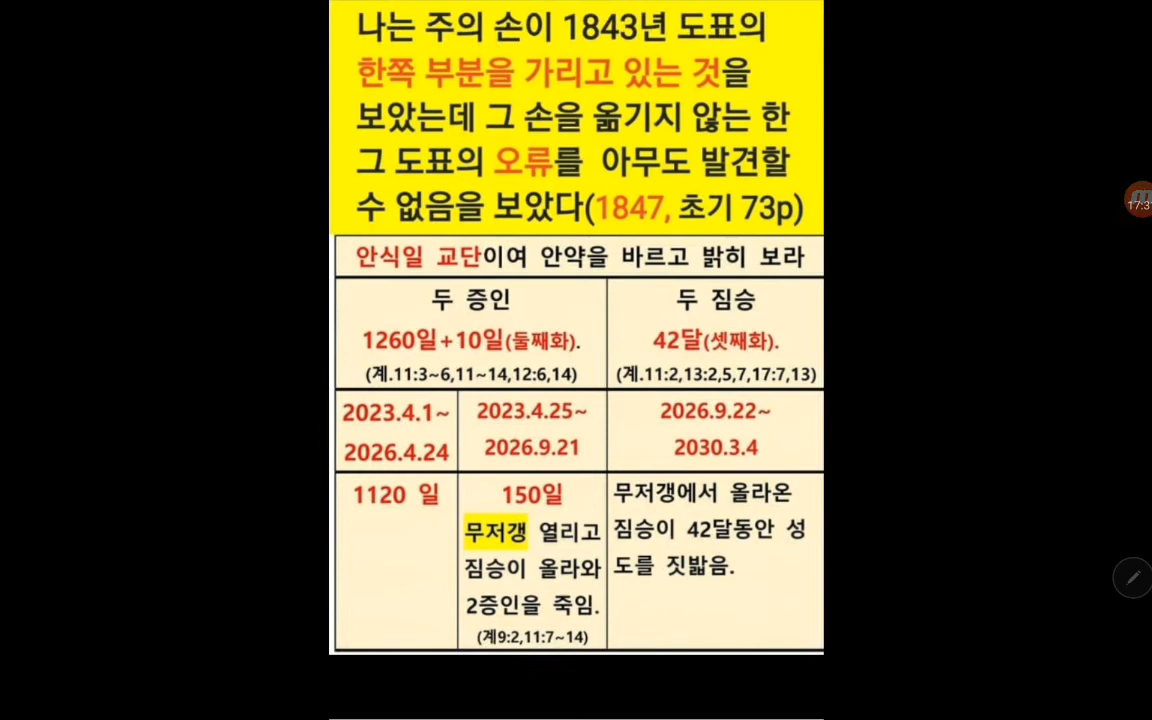 나는 주의 손이 1843년 도표의
한쪽 부분을 가리고 있는 것을
보았는데 그 손을 옮기지 않는 한
그 도표의 오류를 아무도 발견할
수 없음을 보았다(1847, 초기 73p)
안식일 교단이여 안약을 바르고 밝히 보라
두 증인
1260일+10일(둘째화).
(계.11:3~6,11~14,12:6,14)
두 짐승
42달(셋째화).
(계.11:2,13:2,5,7,17:7,13)
2023.4.1~
2026.4.24
2023.4.25~
2026.9.21
2026.9.22~
2030.3.4
1120 일
150일
무저갱 열리고
짐승이 올라와
2증인을 죽임.
(계9:2,11:7~14)
무저갱에서 올라온
짐승이 42달동안 성
도를 짓밟음.